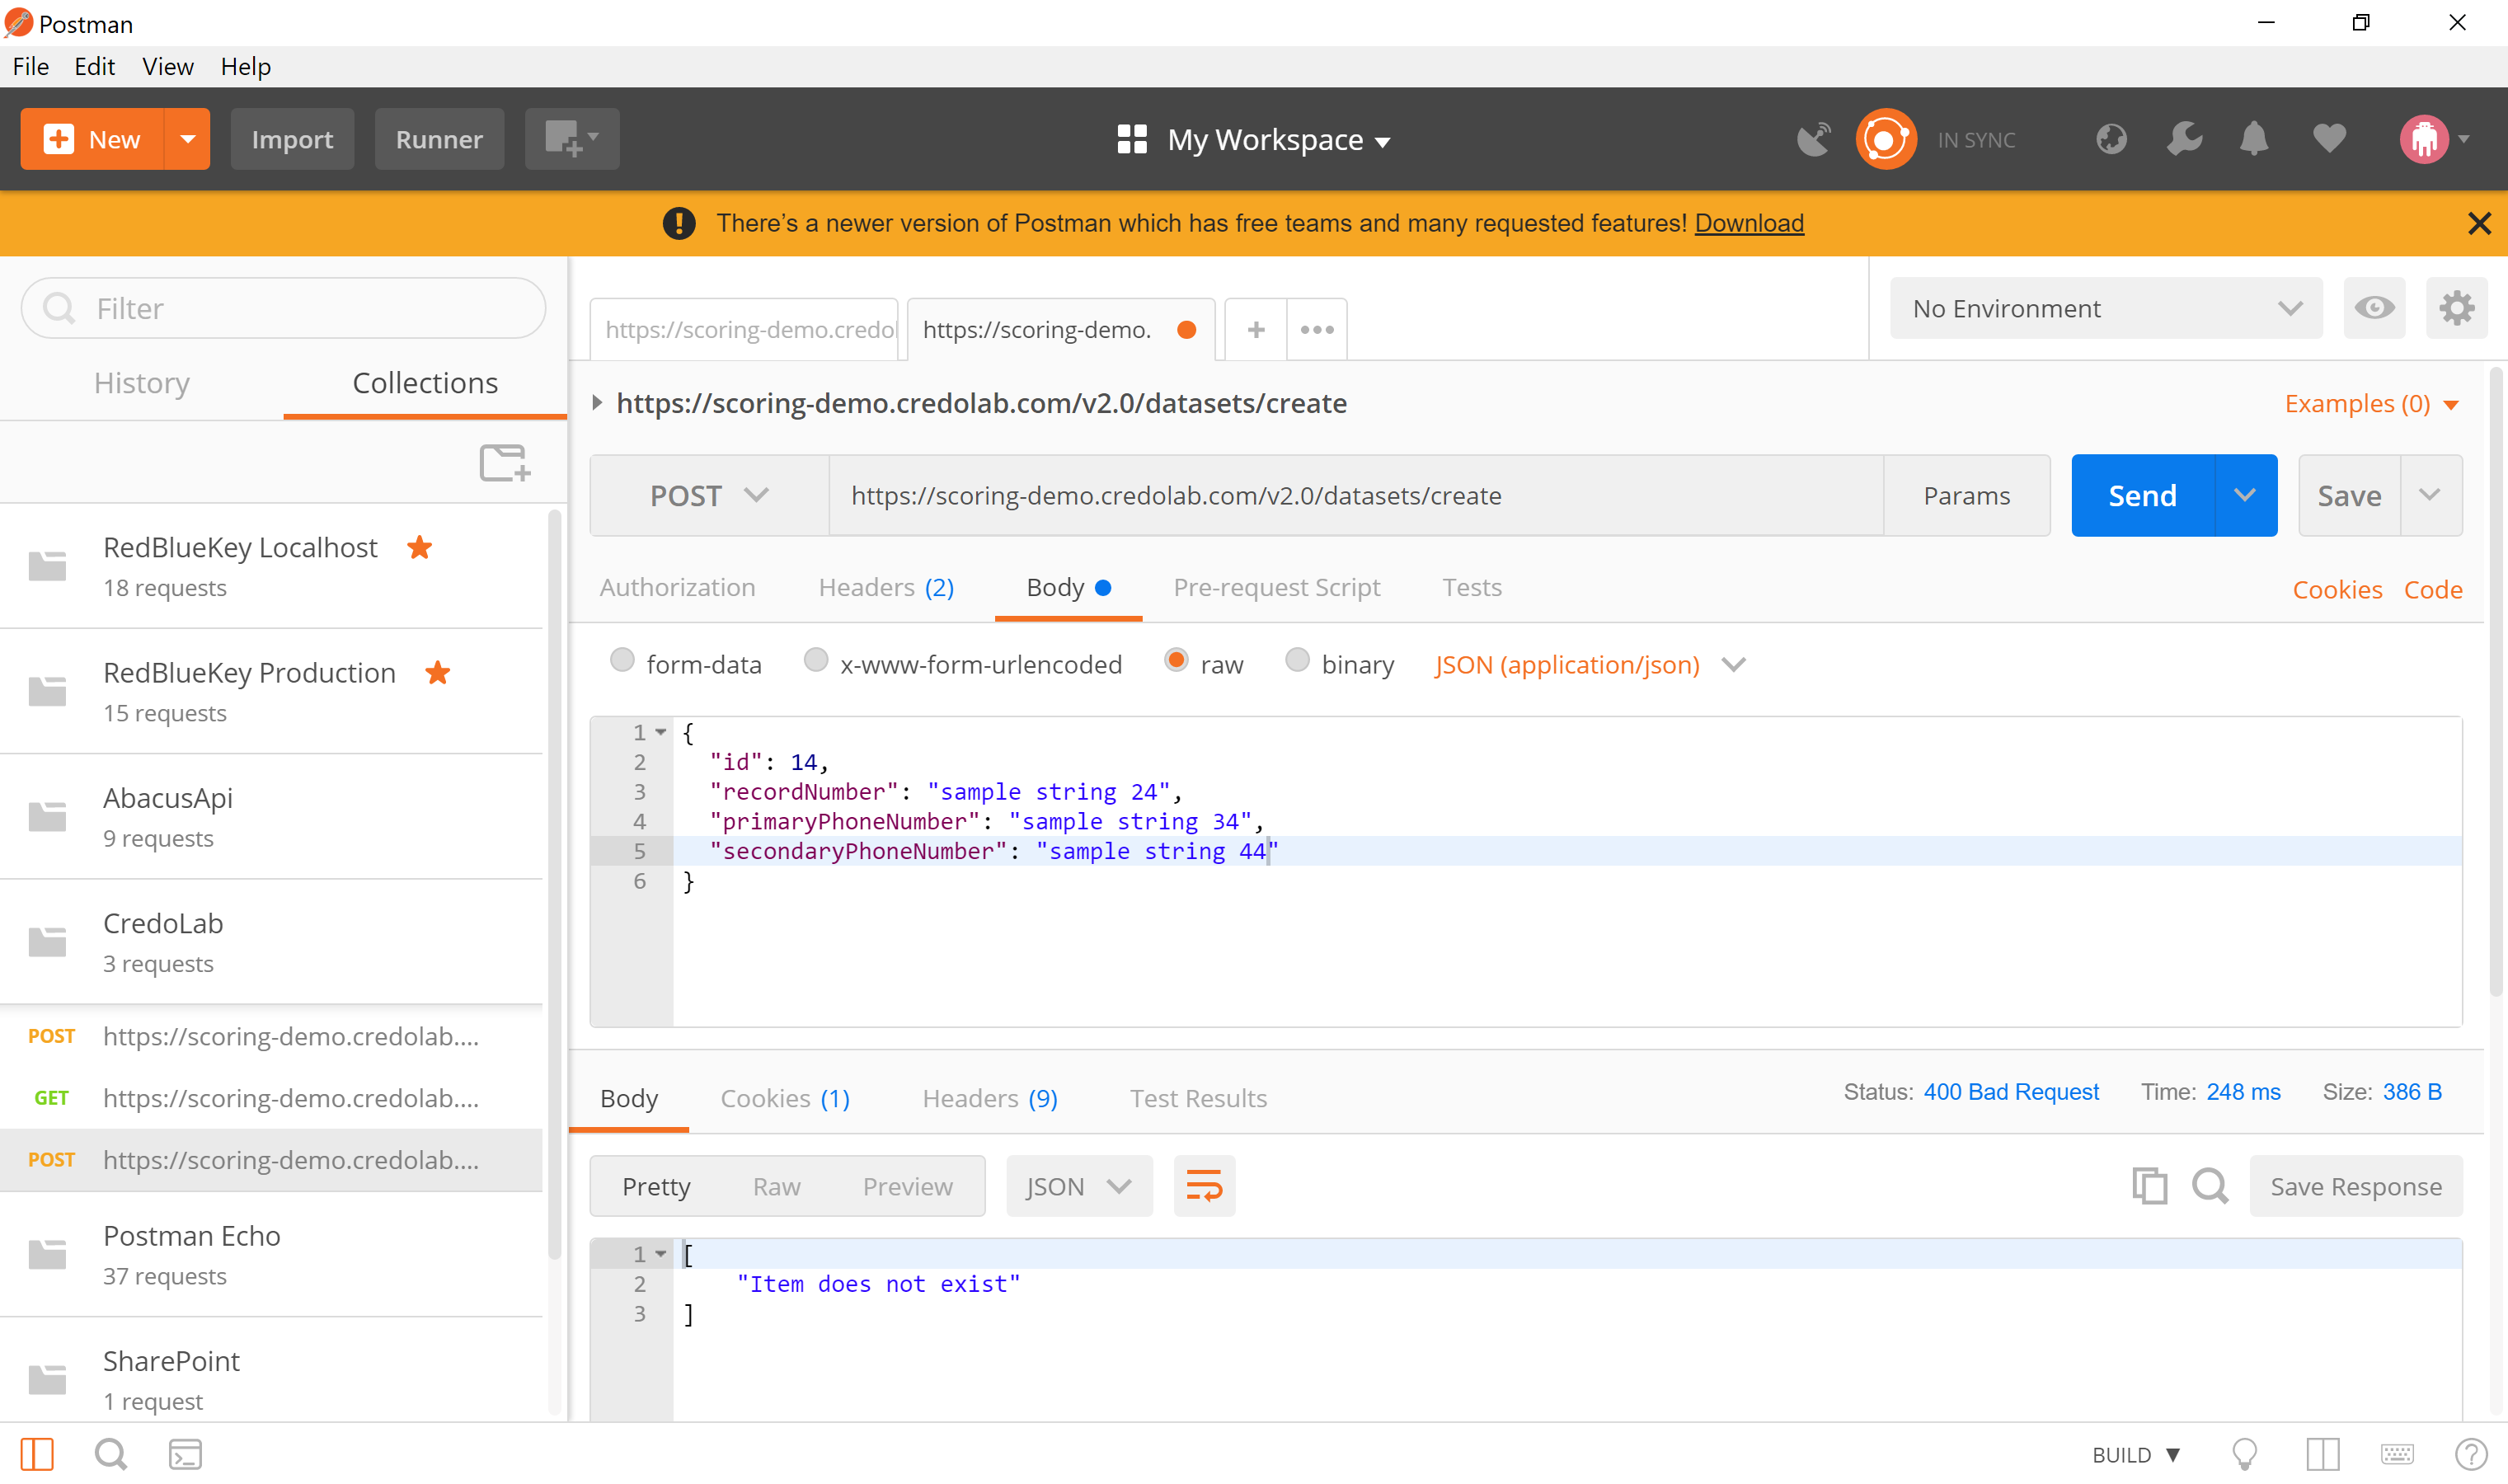 Postman
File Edit View Help
New Import Runner My Workspace IN SYNC
There's a newer version of Postman which has free teams and many requested features! Download
Filter
History Collections
RedBlueKey Localhost
18 requests
RedBlueKey Production
15 requests
AbacusApi
9 requests
CredoLab
3 requests
POST https://scoring-demo.credolab....
GET https://scoring-demo.credolab....
POST https://scoring-demo.credolab....
Postman Echo
37 requests
SharePoint
1 request
https://scoring-demo.credol https://scoring-demo. + •••
No Environment
https://scoring-demo.credolab.com/v2.0/datasets/create
Examples (0)
POST https://scoring-demo.credolab.com/v2.0/datasets/create Params Send Save
Authorization Headers (2) Body Pre-request Script Tests Cookies Code
form-data x-www-form-urlencoded raw binary JSON (application/json)
1 {
2 "id": 14,
3 "recordNumber": "sample string 24",
4 "primaryPhoneNumber": "sample string 34",
5 "secondaryPhoneNumber": "sample string 44"
6 }
Body Cookies (1) Headers (9) Test Results Status: 400 Bad Request Time: 248 ms Size: 386 B
Pretty Raw Preview JSON Save Response
1 [
2 "Item does not exist"
3 ]
BUILD